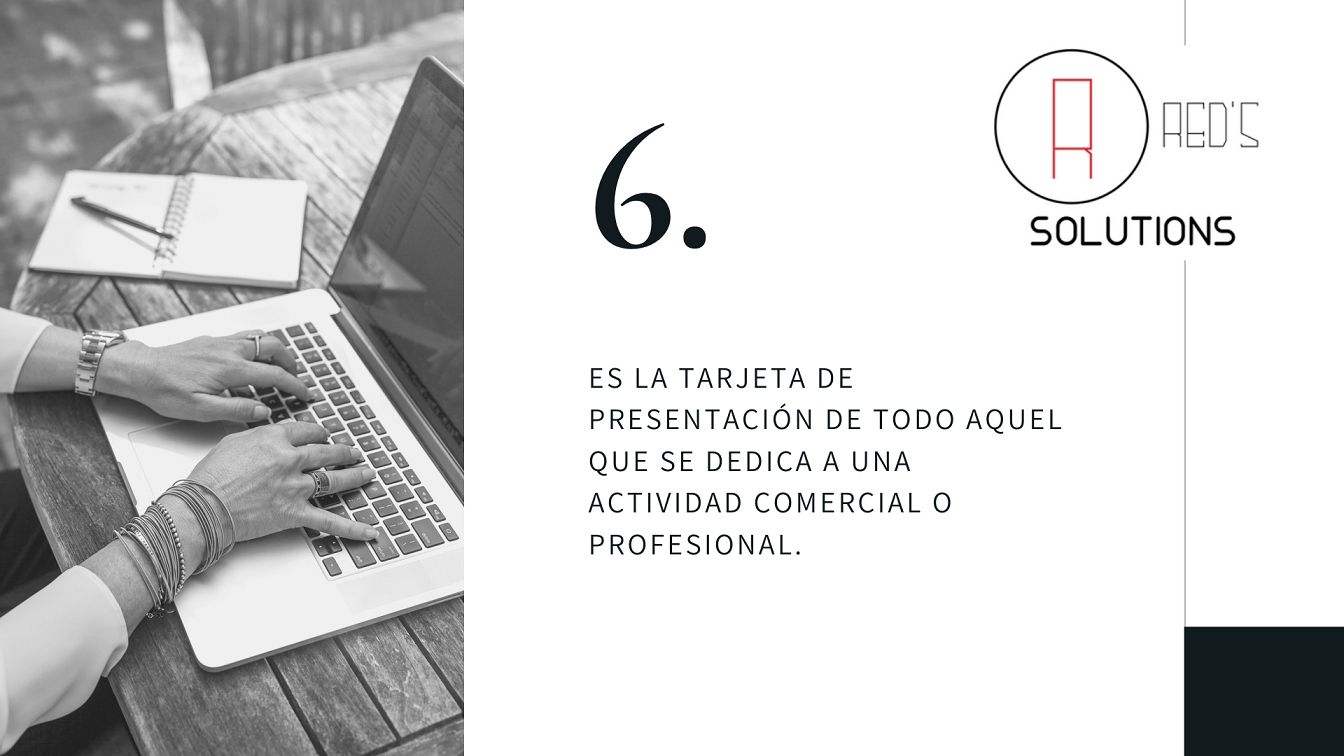 6.
RED'S
SOLUTIONS
ES LA TARJETA DE
PRESENTACIÓN DE TODO AQUEL
QUE SE DEDICA A UNA
ACTIVIDAD COMERCIAL O
PROFESIONAL.